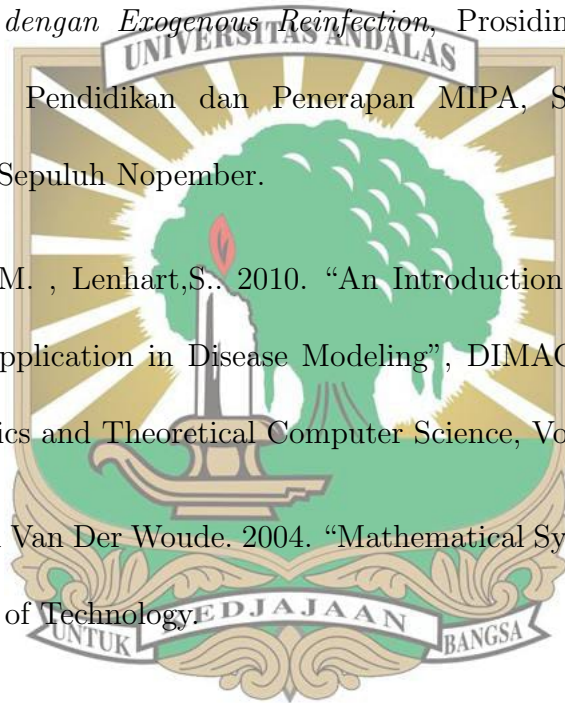 dengan Exogenous Reinfection, Prosidin
UNIVERSITAS ANDALAS
Pendidikan dan Penerapan MIPA, S
Sepuluh Nopember.
M. , Lenhart,S.. 2010. “An Introduction
pplication in Disease Modeling”, DIMAC
ics and Theoretical Computer Science, Vo
Van Der Woude. 2004. “Mathematical Sy
of Technology.
UNTUK KEDJAJAAN BANGSA